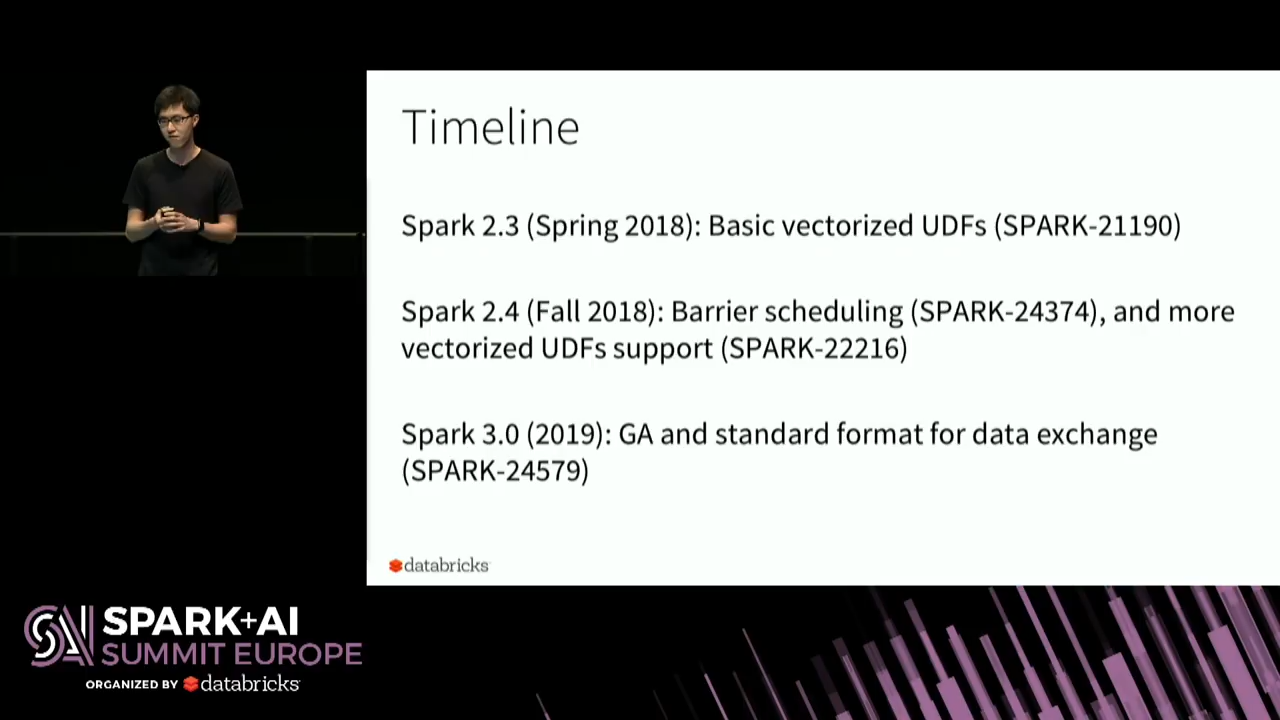 Timeline
Spark 2.3 (Spring 2018): Basic vectorized UDFs (SPARK-21190)
Spark 2.4 (Fall 2018): Barrier scheduling (SPARK-24374), and more
vectorized UDFs support (SPARK-22216)
Spark 3.0 (2019): GA and standard format for data exchange
(SPARK-24579)
databricks
SAI SPARK+AI
SUMMIT EUROPE
ORGANIZED BY databricks